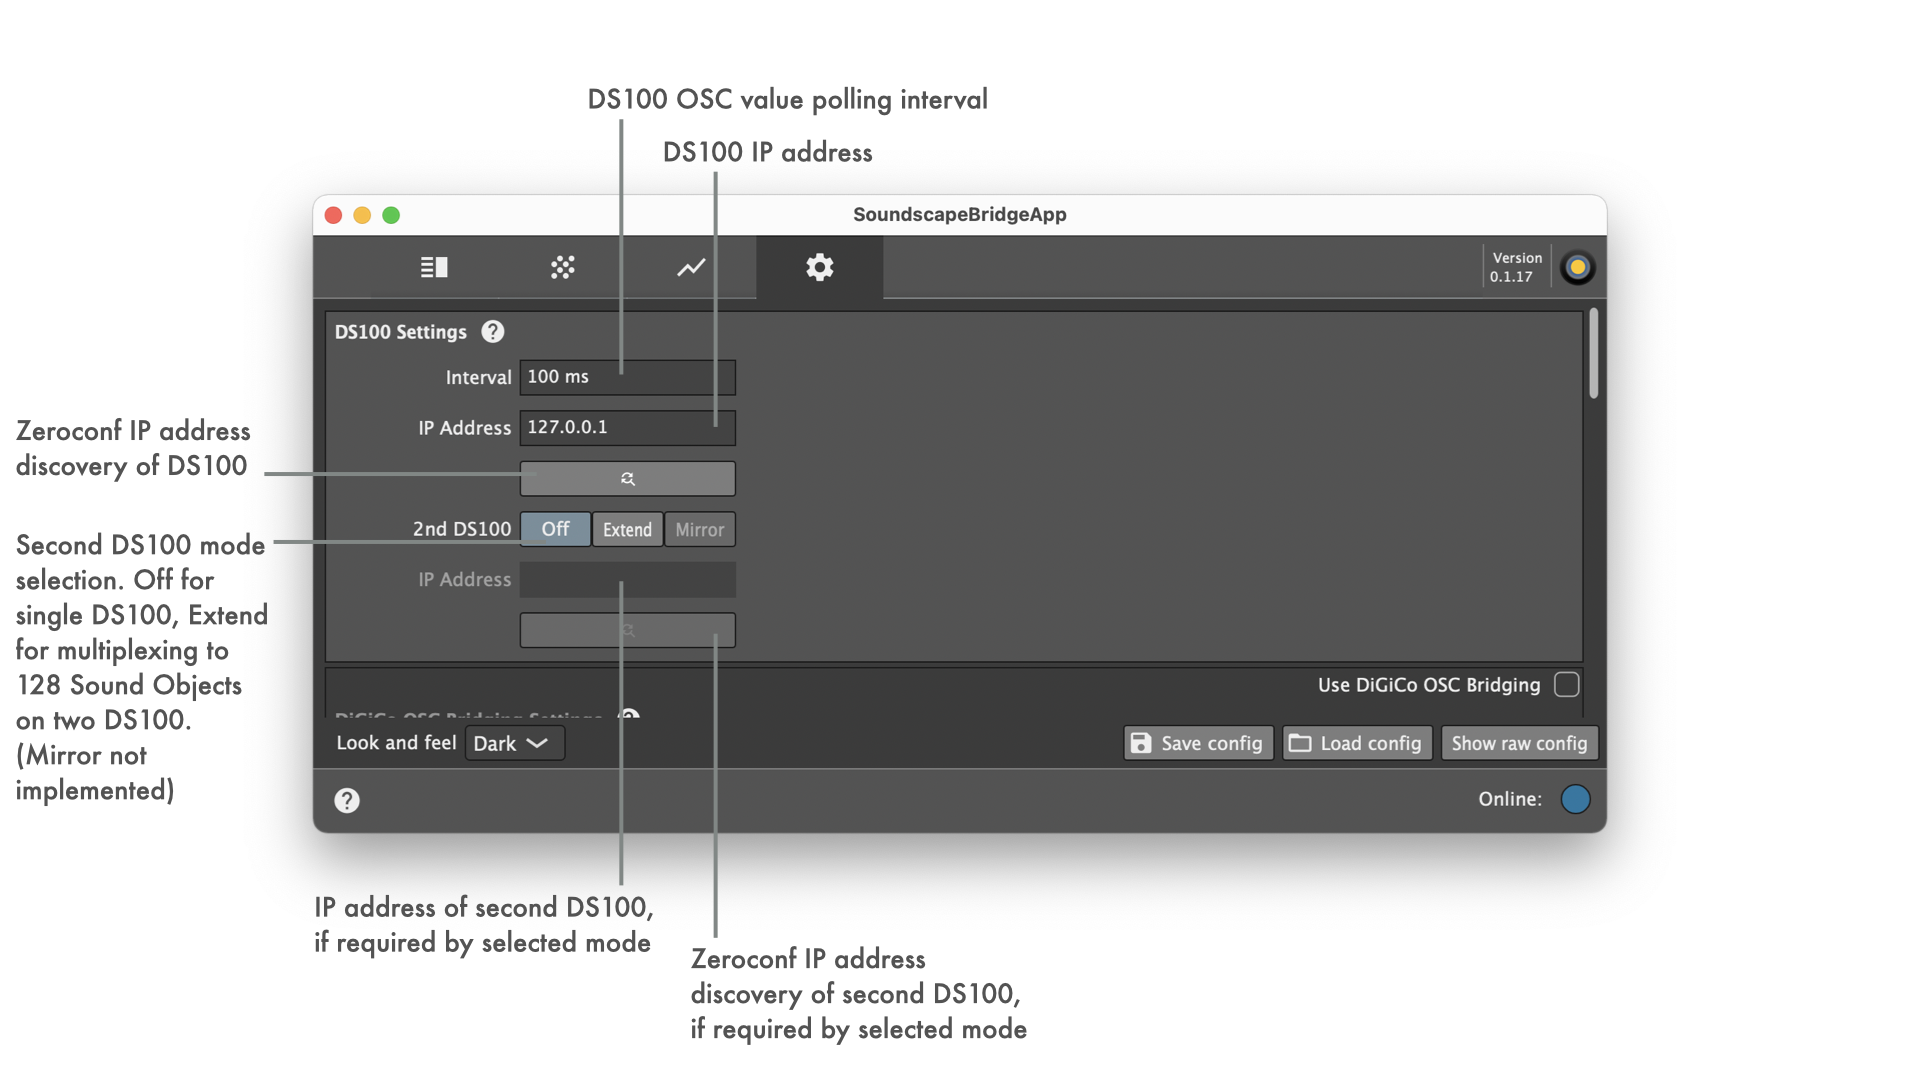 DS100 OSC value polling interval
DS100 IP address
SoundscapeBridgeApp
Version
0.1.17
DS100 Settings ?
Interval 100 ms
IP Address 127.0.0.1
Zeroconf IP address
discovery of DS100
2nd DS100 Off Extend Mirror
Second DS100 mode
selection. Off for
single DS100, Extend
for multiplexing to
128 Sound Objects
on two DS100.
(Mirror not
implemented)
IP Address
Use DiGiCo OSC Bridging
DiGiCo OSC Bridging Settings ?
Look and feel Dark
Save config Load config Show raw config
?
Online:
IP address of second DS100,
if required by selected mode
Zeroconf IP address
discovery of second DS100,
if required by selected mode